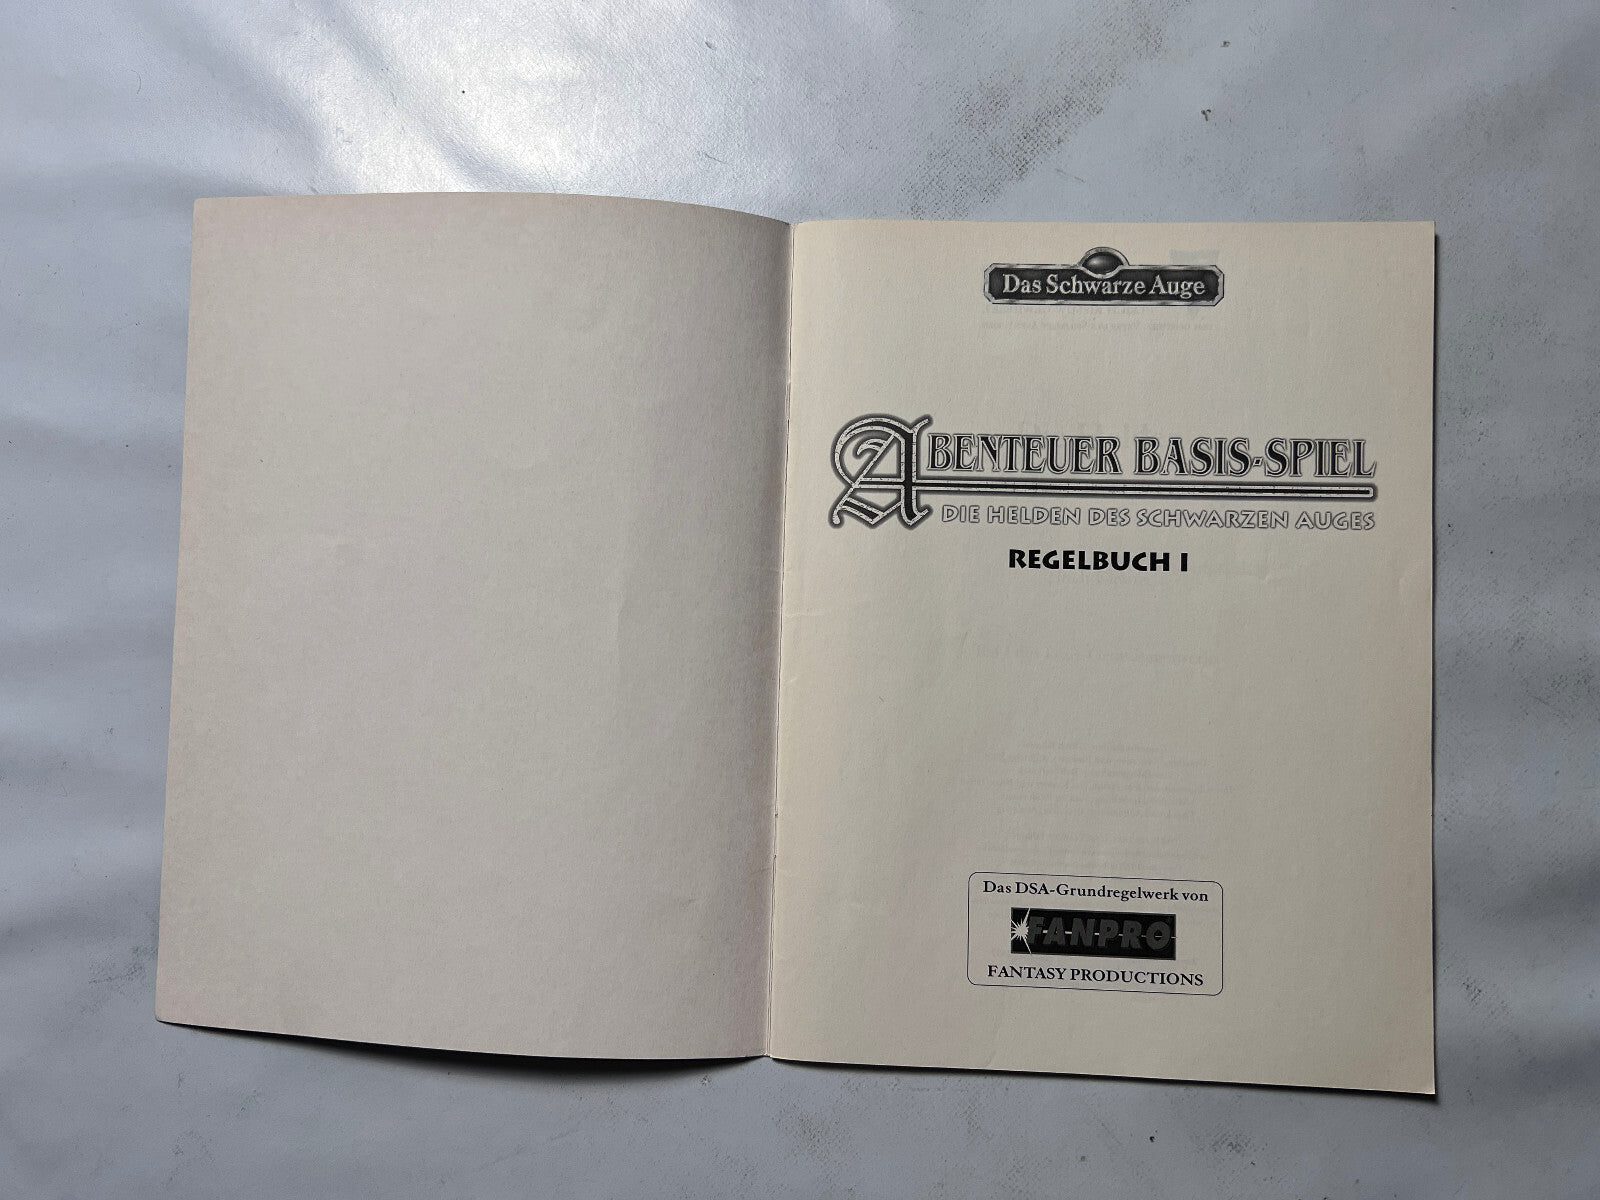 Das Schwarze Auge
ABENTEUER BASIS-SPIEL
DIE HELDEN DES SCHWARZEN AUGES
REGELBUCH I
Das DSA-Grundregelwerk von
FANPRO
FANTASY PRODUCTIONS